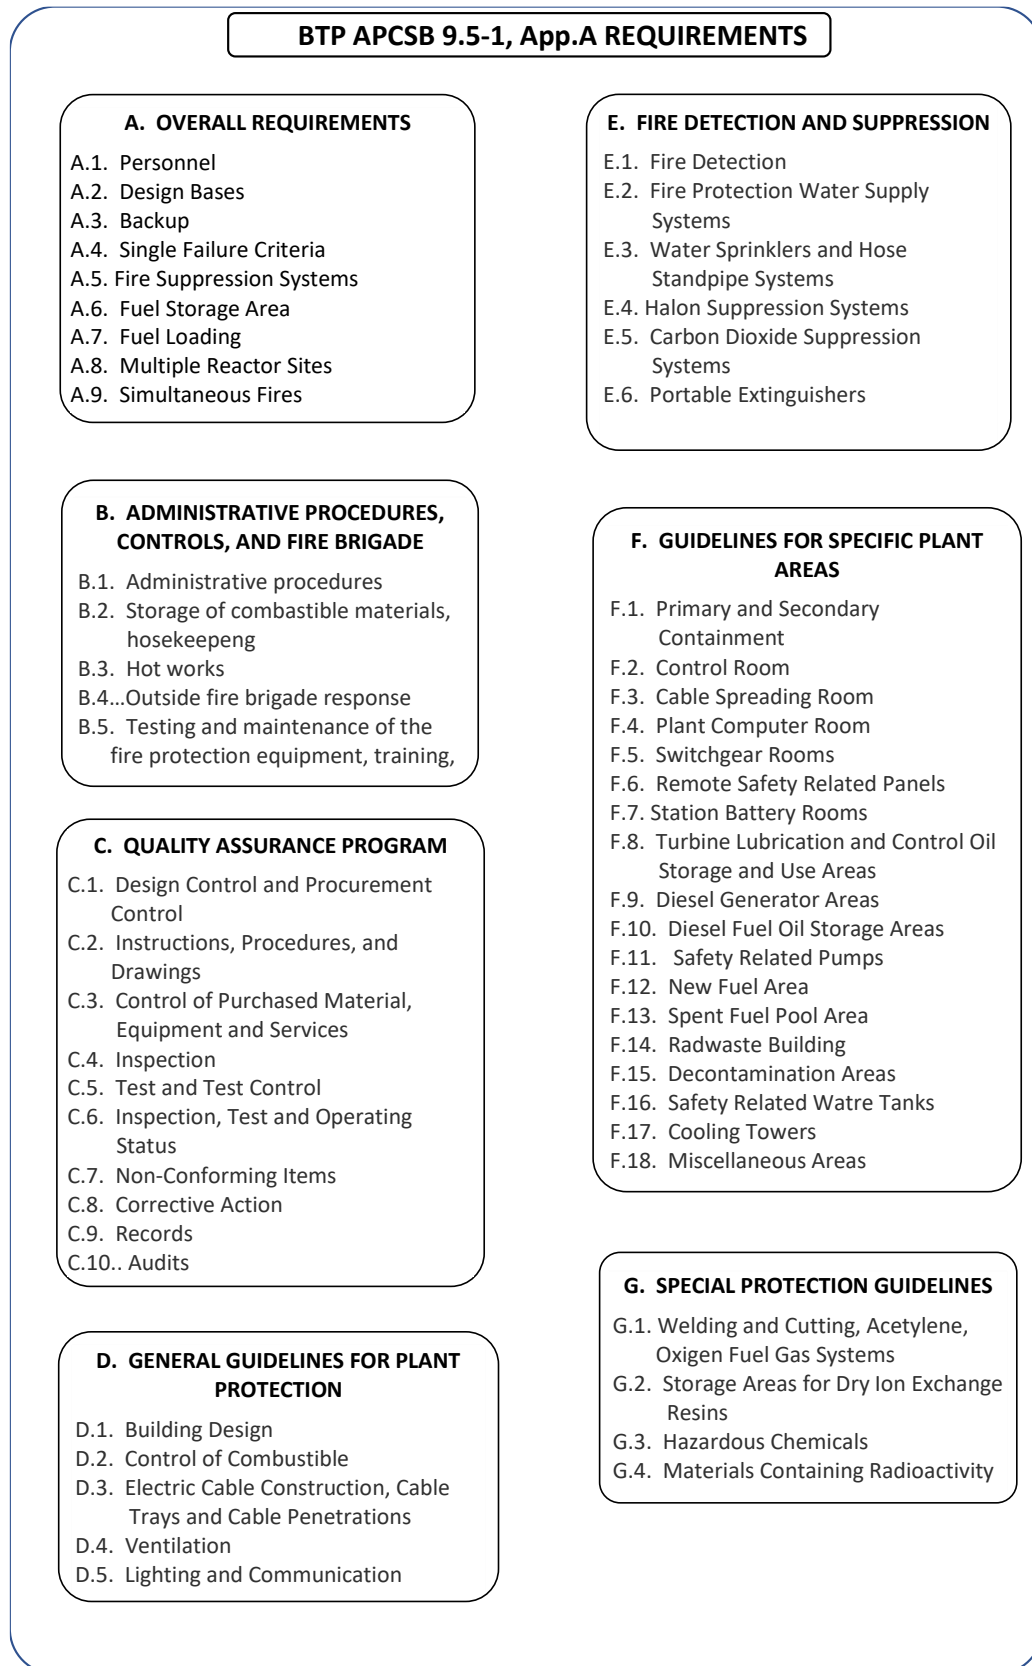 BTP APCSB 9.5-1, App.A REQUIREMENTS
A. OVERALL REQUIREMENTS
A.1. Personnel
A.2. Design Bases
A.3. Backup
A.4. Single Failure Criteria
A.5. Fire Suppression Systems
A.6. Fuel Storage Area
A.7. Fuel Loading
A.8. Multiple Reactor Sites
A.9. Simultaneous Fires
B. ADMINISTRATIVE PROCEDURES,
CONTROLS, AND FIRE BRIGADE
B.1. Administrative procedures
B.2. Storage of combastible materials,
hosekeepeng
B.3. Hot works
B.4...Outside fire brigade response
B.5. Testing and maintenance of the
fire protection equipment, training,
C. QUALITY ASSURANCE PROGRAM
C.1. Design Control and Procurement
Control
C.2. Instructions, Procedures, and
Drawings
C.3. Control of Purchased Material,
Equipment and Services
C.4. Inspection
C.5. Test and Test Control
C.6. Inspection, Test and Operating
Status
C.7. Non-Conforming Items
C.8. Corrective Action
C.9. Records
C.10.. Audits
D. GENERAL GUIDELINES FOR PLANT
PROTECTION
D.1. Building Design
D.2. Control of Combustible
D.3. Electric Cable Construction, Cable
Trays and Cable Penetrations
D.4. Ventilation
D.5. Lighting and Communication
E. FIRE DETECTION AND SUPPRESSION
E.1. Fire Detection
E.2. Fire Protection Water Supply
Systems
E.3. Water Sprinklers and Hose
Standpipe Systems
E.4. Halon Suppression Systems
E.5. Carbon Dioxide Suppression
Systems
E.6. Portable Extinguishers
F. GUIDELINES FOR SPECIFIC PLANT
AREAS
F.1. Primary and Secondary
Containment
F.2. Control Room
F.3. Cable Spreading Room
F.4. Plant Computer Room
F.5. Switchgear Rooms
F.6. Remote Safety Related Panels
F.7. Station Battery Rooms
F.8. Turbine Lubrication and Control Oil
Storage and Use Areas
F.9. Diesel Generator Areas
F.10. Diesel Fuel Oil Storage Areas
F.11. Safety Related Pumps
F.12. New Fuel Area
F.13. Spent Fuel Pool Area
F.14. Radwaste Building
F.15. Decontamination Areas
F.16. Safety Related Watre Tanks
F.17. Cooling Towers
F.18. Miscellaneous Areas
G. SPECIAL PROTECTION GUIDELINES
G.1. Welding and Cutting, Acetylene,
Oxigen Fuel Gas Systems
G.2. Storage Areas for Dry Ion Exchange
Resins
G.3. Hazardous Chemicals
G.4. Materials Containing Radioactivity